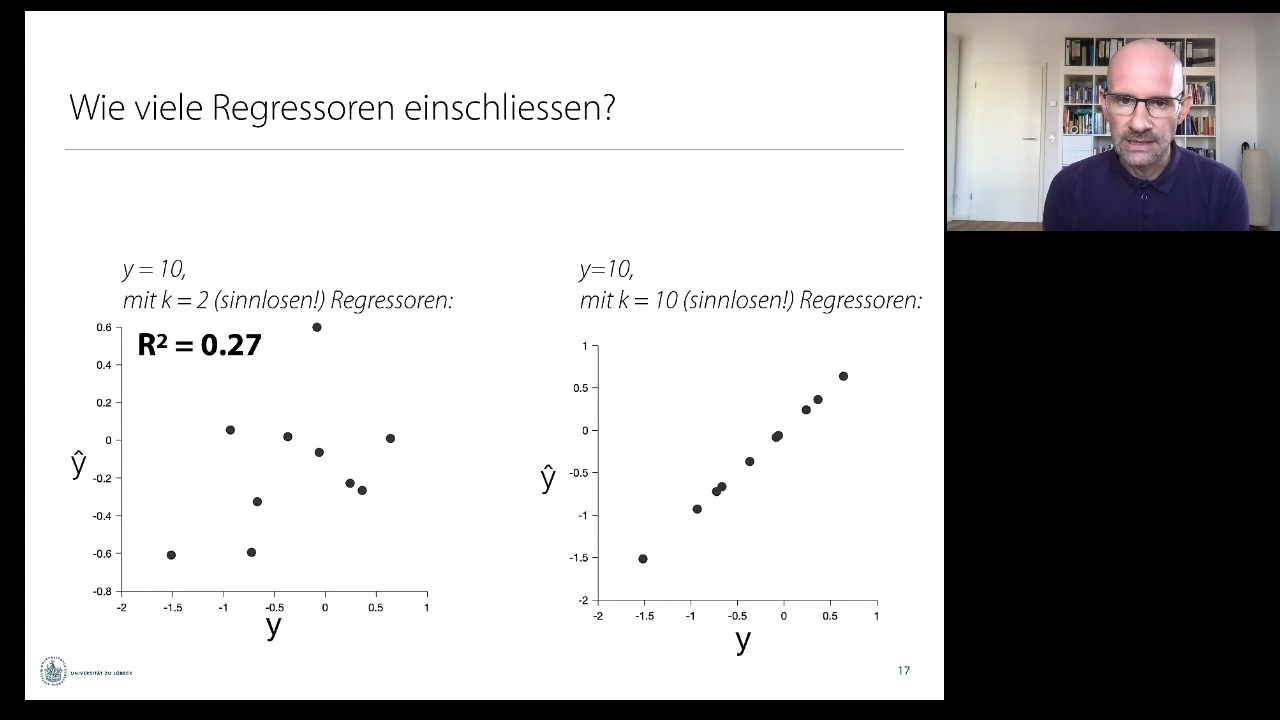 Wie viele Regressoren einschliessen?
y = 10,
mit k = 2 (sinnlosen!) Regressoren:
R² = 0.27
0.6
0.4
0.2
0
-0.2
-0.4
-0.6
-0.8
ŷ
-2
-1.5
-1
-0.5
0
0.5
1
y
y=10,
mit k = 10 (sinnlosen!) Regressoren:
1
0.5
0
-0.5
-1
-1.5
-2
ŷ
-2
-1.5
-1
-0.5
0
0.5
1
y
UNIVERSITÄT ZU LÜBECK
17